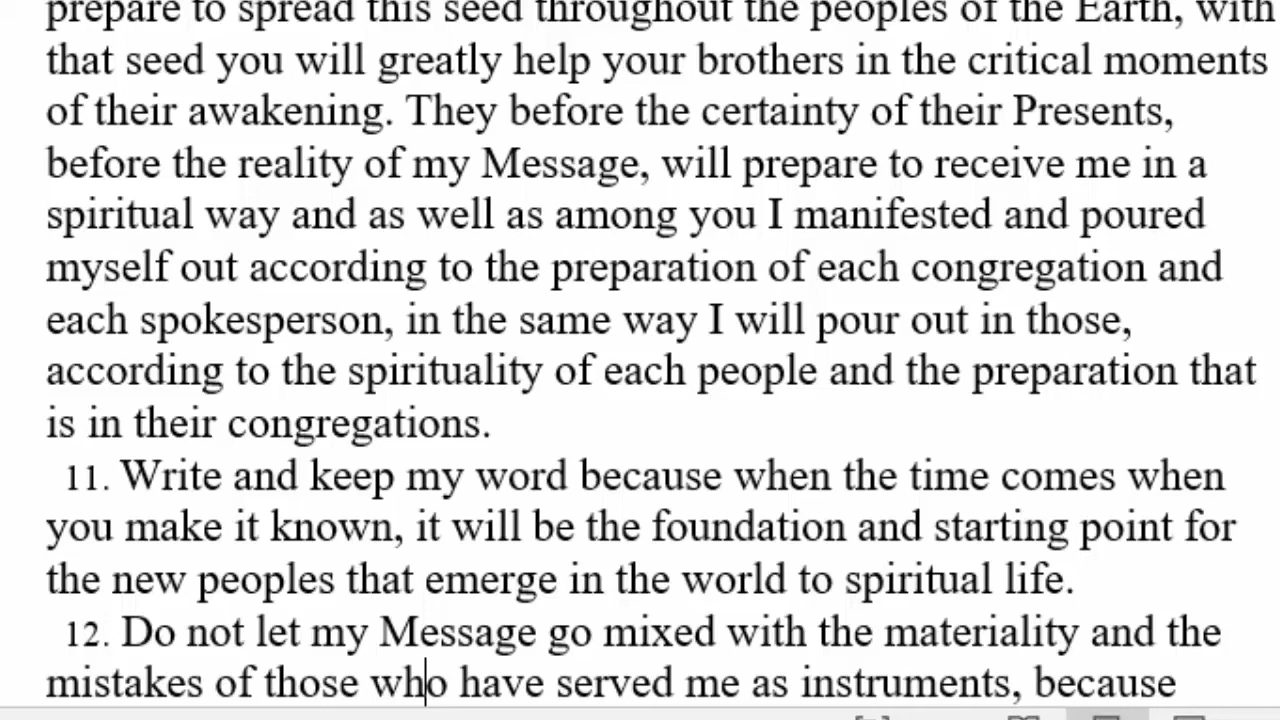 prepare to spread this seed throughout the peoples of the Earth, with
that seed you will greatly help your brothers in the critical moments
of their awakening. They before the certainty of their Presents,
before the reality of my Message, will prepare to receive me in a
spiritual way and as well as among you I manifested and poured
myself out according to the preparation of each congregation and
each spokesperson, in the same way I will pour out in those,
according to the spirituality of each people and the preparation that
is in their congregations.
11. Write and keep my word because when the time comes when
you make it known, it will be the foundation and starting point for
the new peoples that emerge in the world to spiritual life.
12. Do not let my Message go mixed with the materiality and the
mistakes of those who have served me as instruments, because